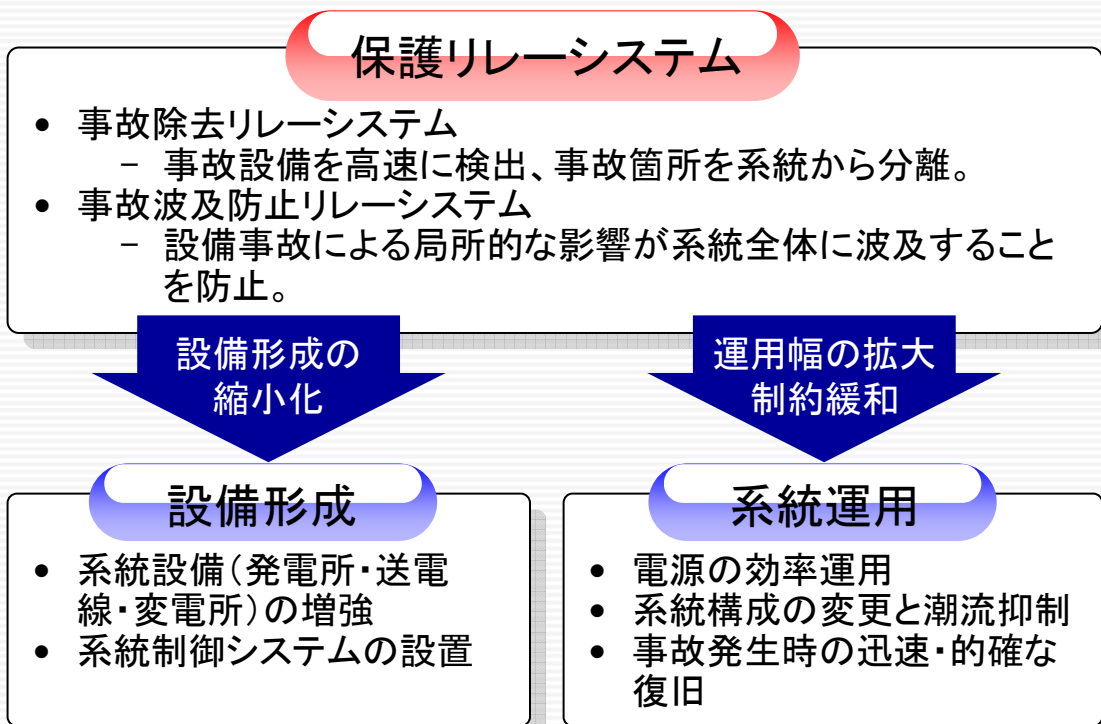 保護リレーシステム
• 事故除去リレーシステム
– 事故設備を高速に検出、事故箇所を系統から分離。
• 事故波及防止リレーシステム
– 設備事故による局所的な影響が系統全体に波及すること
を防止。
設備形成の
縮小化
運用幅の拡大
制約緩和
設備形成
• 系統設備(発電所・送電
線・変電所)の増強
• 系統制御システムの設置
系統運用
• 電源の効率運用
• 系統構成の変更と潮流抑制
• 事故発生時の迅速・的確な
復旧